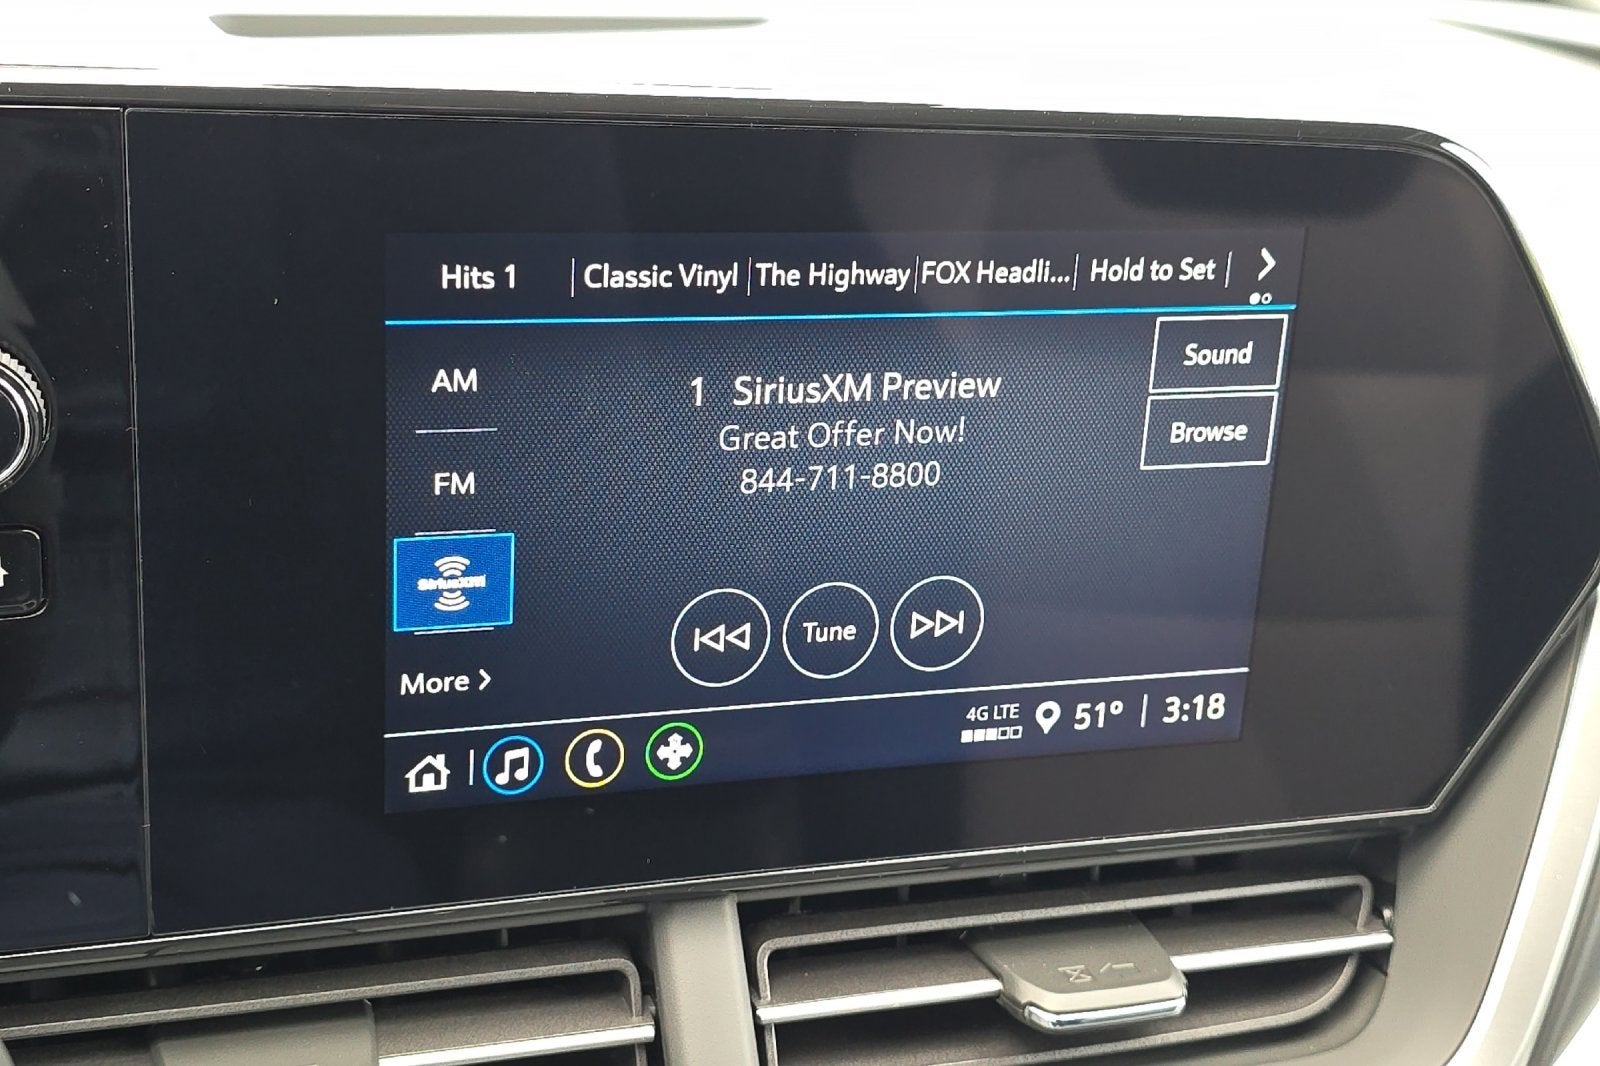 Hits 1 Classic Vinyl The Highway FOX Headli... Hold to Set
Sound
AM
1 SiriusXM Preview
Great Offer Now!
Browse
844-711-8800
FM
SiriusXM
Tune
More
4G LTE
51° 3:18